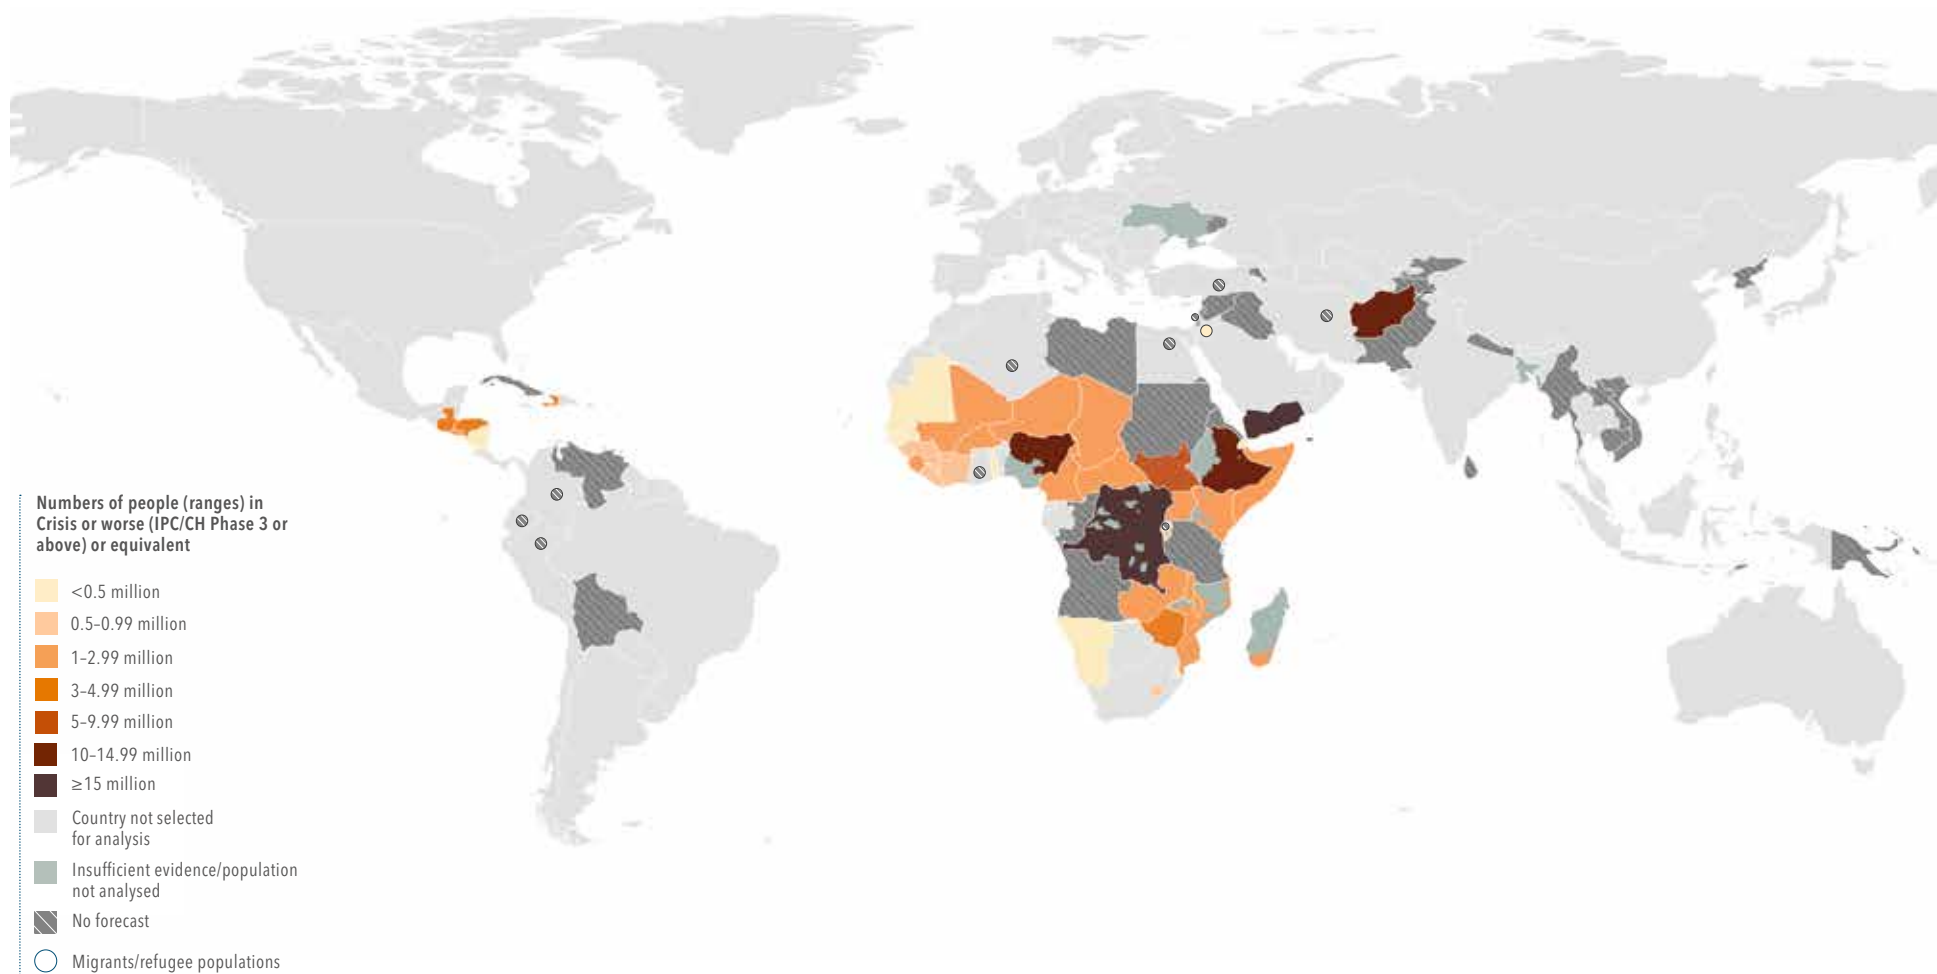 Numbers of people (ranges) in
Crisis or worse (IPC/CH Phase 3 or
above) or equivalent
<0.5 million
0.5–0.99 million
1–2.99 million
3–4.99 million
5–9.99 million
10–14.99 million
≥15 million
Country not selected
for analysis
Insufficient evidence/population
not analysed
No forecast
Migrants/refugee populations